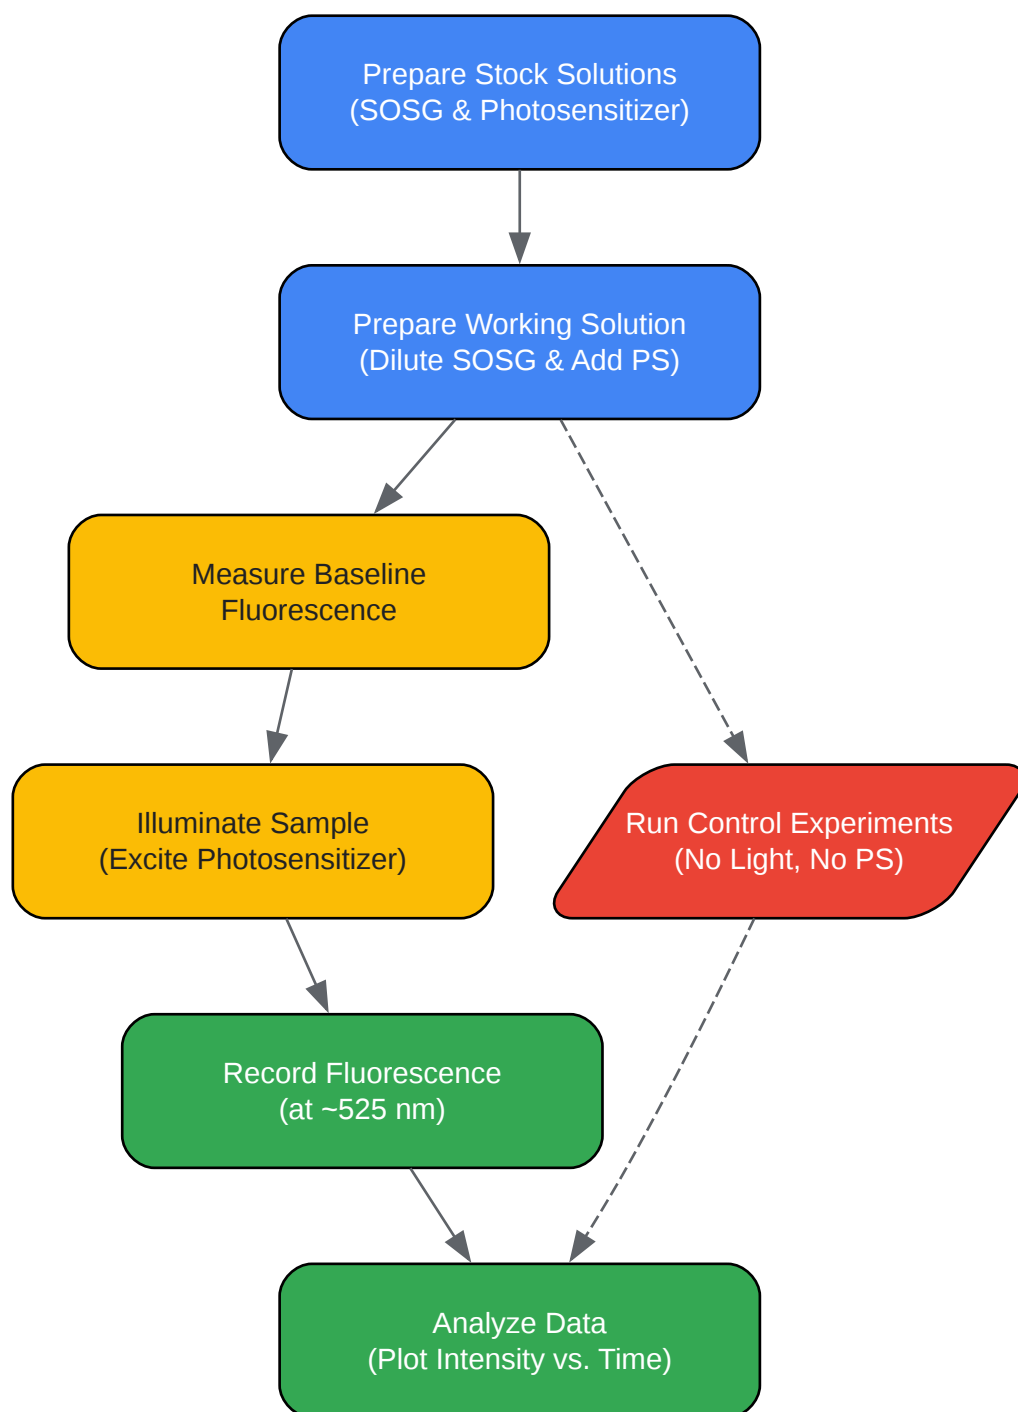 Prepare Stock Solutions
(SOSG & Photosensitizer)
Prepare Working Solution
(Dilute SOSG & Add PS)
Measure Baseline
Fluorescence
Illuminate Sample
(Excite Photosensitizer)
Run Control Experiments
(No Light, No PS)
Record Fluorescence
(at ~525 nm)
Analyze Data
(Plot Intensity vs. Time)